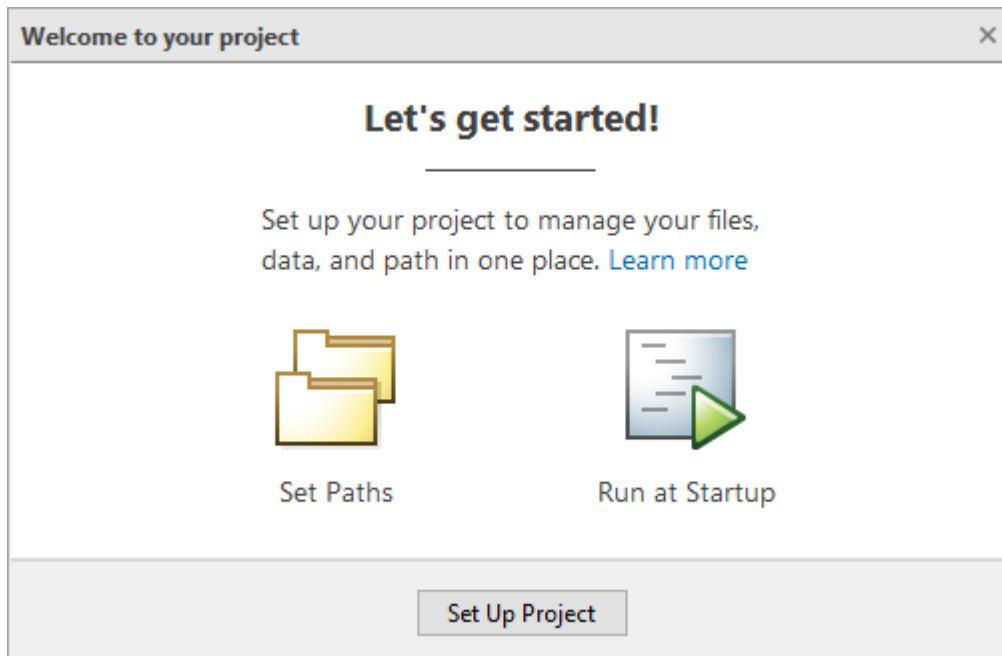 Welcome to your project
Let's get started!
Set up your project to manage your files,
data, and path in one place. Learn more
Set Paths
Run at Startup
Set Up Project